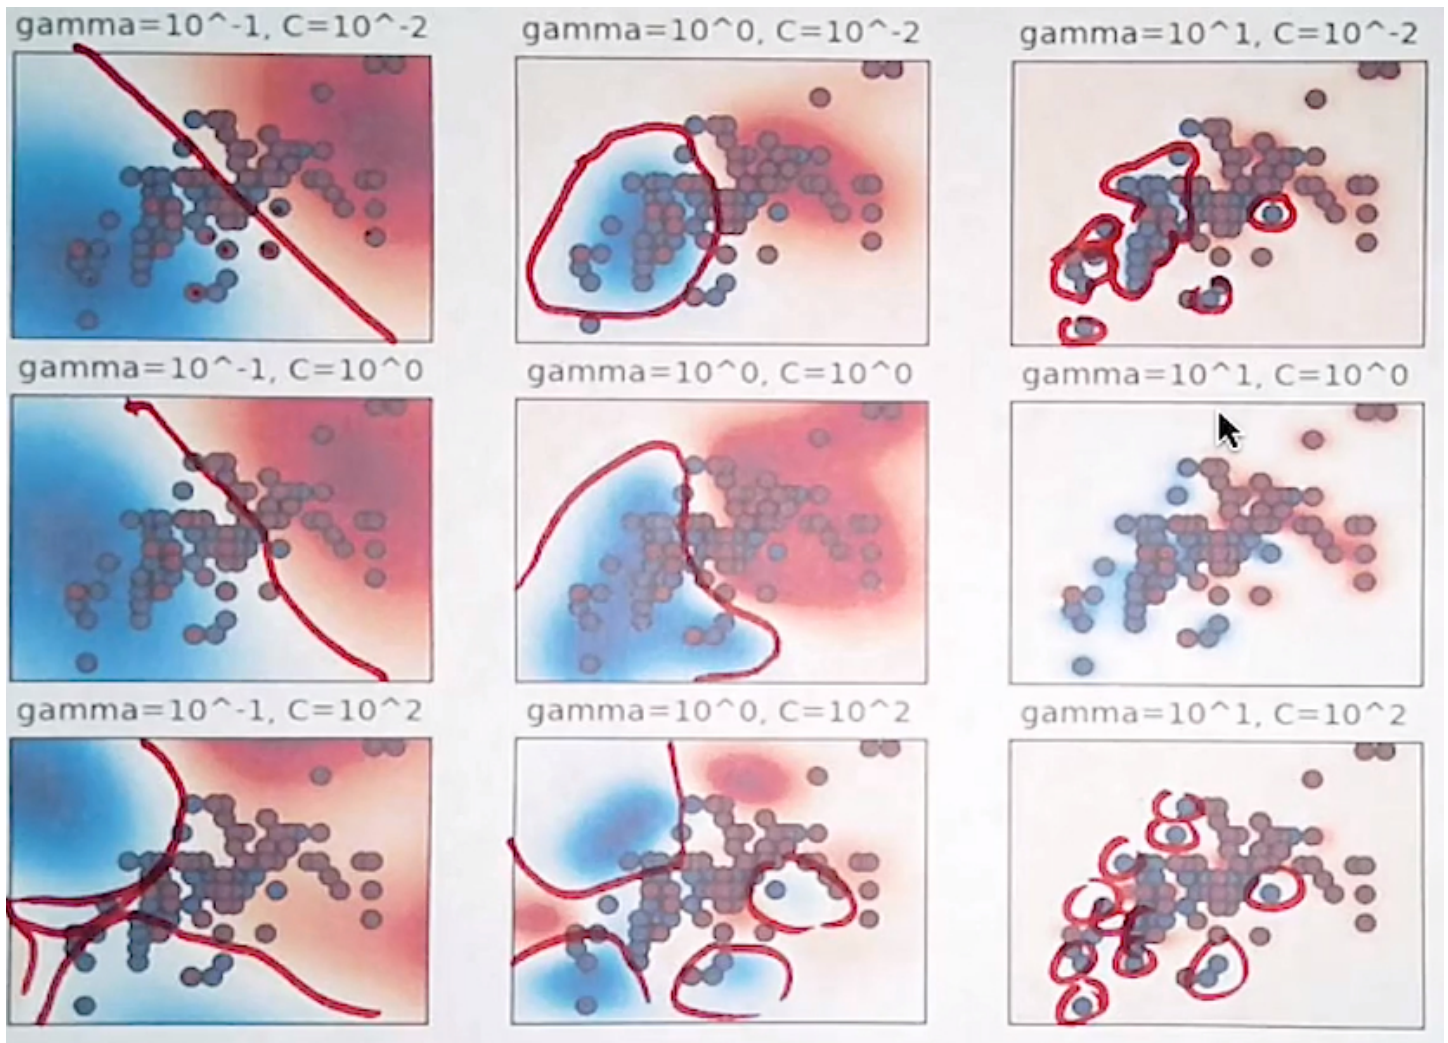 gamma=10^-1, C=10^-2
gamma=10^0, C=10^-2
gamma=10^1, C=10^-2
gamma=10^-1, C=10^0
gamma=10^0, C=10^0
gamma=10^1, C=10^0
gamma=10^-1, C=10^2
gamma=10^0, C=10^2
gamma=10^1, C=10^2